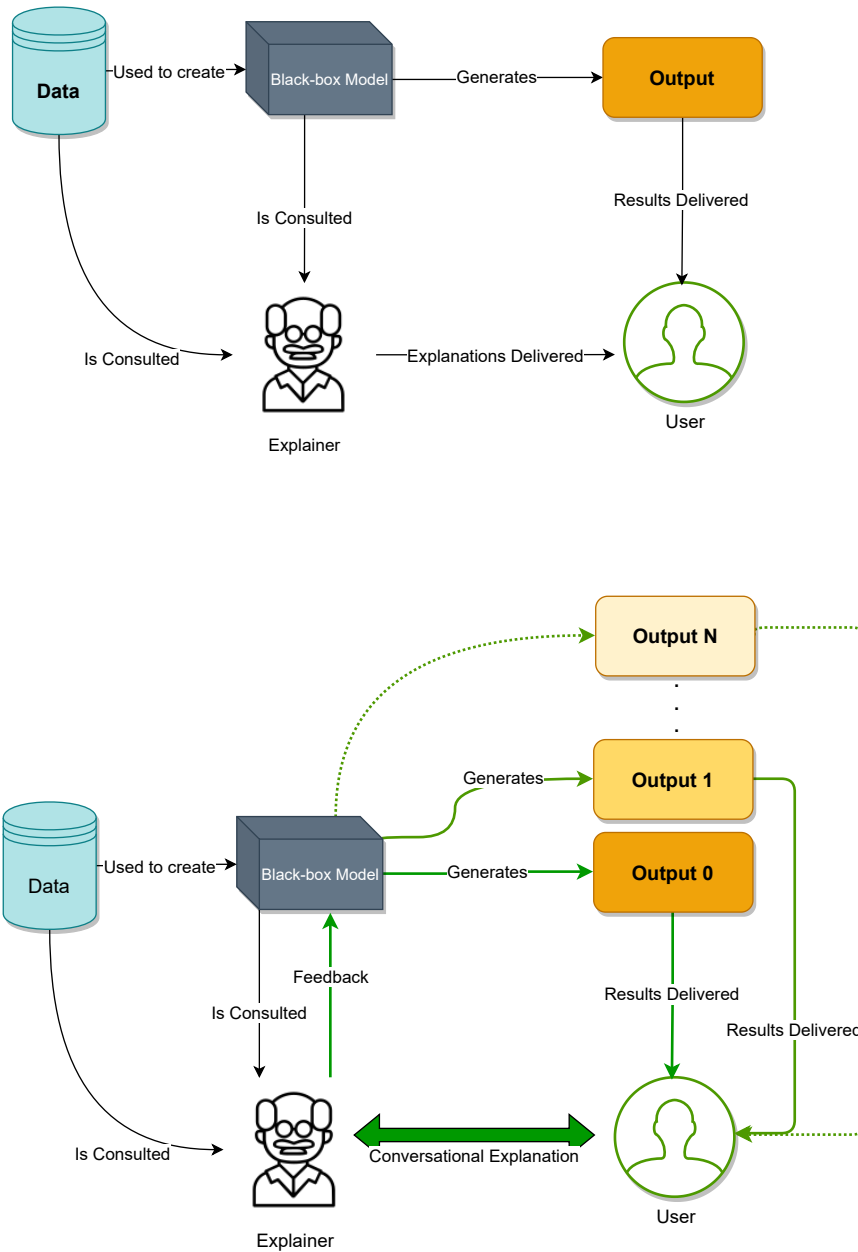 Data
Used to create
Black-box Model
Generates
Output
Is Consulted
Results Delivered
Is Consulted
Explanations Delivered
Explainer
User
Output N
.
.
.
Generates
Output 1
Data
Used to create
Black-box Model
Generates
Output 0
Feedback
Results Delivered
Is Consulted
Results Delivered
Is Consulted
Conversational Explanation
User
Explainer